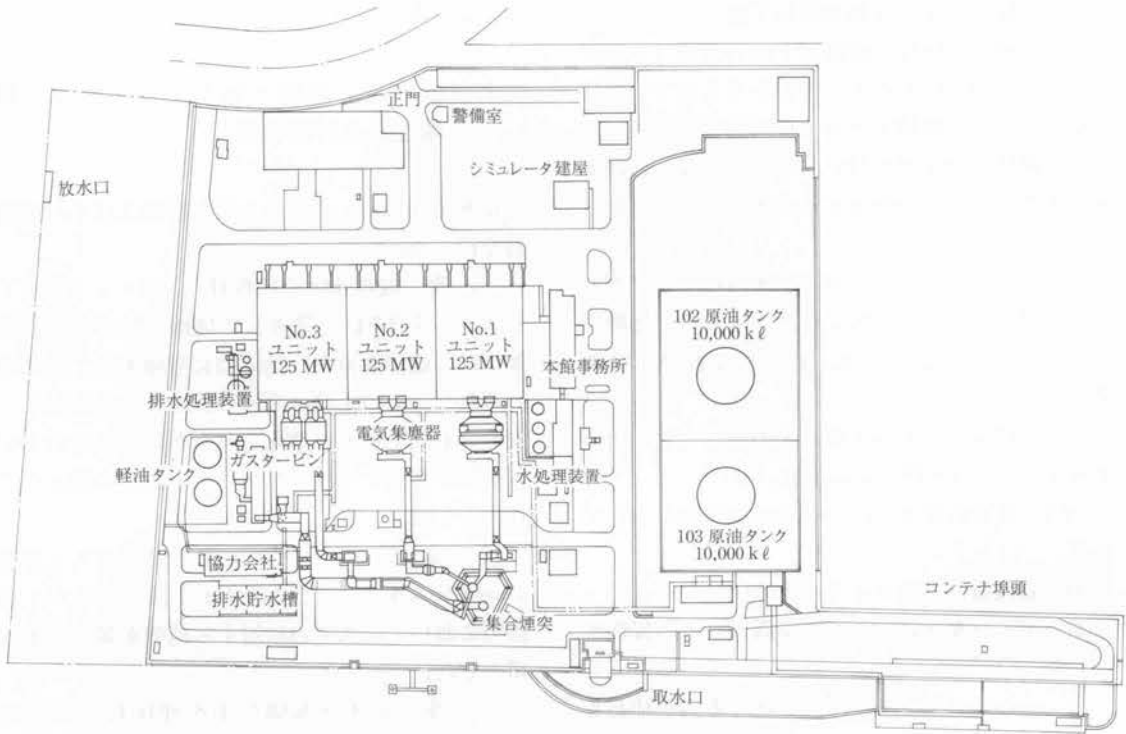 正門
警備室
シミュレータ建屋
放水口
No.3
ユニット
125 MW
No.2
ユニット
125 MW
No.1
ユニット
125 MW
102 原油タンク
10,000 kℓ
本館事務所
排水処理装置
電気集塵器
軽油タンク
ガスタービン
水処理装置
103 原油タンク
10,000 kℓ
協力会社
排水貯水槽
集合煙突
コンテナ埠頭
取水口